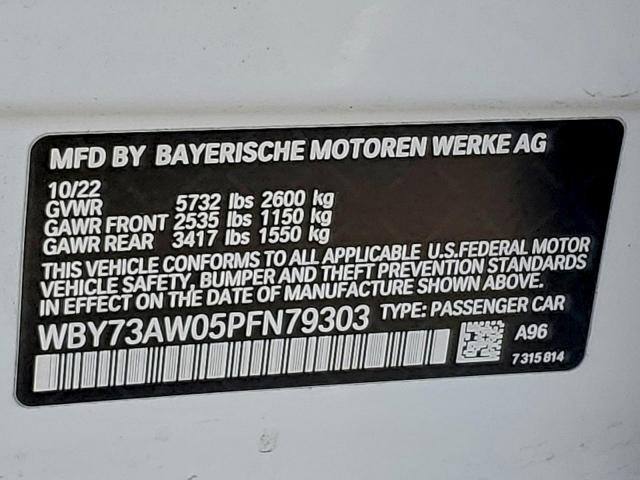 MFD BY BAYERISCHE MOTOREN WERKE AG
10/22
GVWR 5732 lbs 2600 kg
GAWR FRONT 2535 lbs 1150 kg
GAWR REAR 3417 lbs 1550 kg
THIS VEHICLE CONFORMS TO ALL APPLICABLE U.S.FEDERAL MOTOR
VEHICLE SAFETY, BUMPER AND THEFT PREVENTION STANDARDS
IN EFFECT ON THE DATE OF MANUFACTURE SHOWN ABOVE.
WBY73AW05PFN79303 TYPE: PASSENGER CAR
A96
7315814